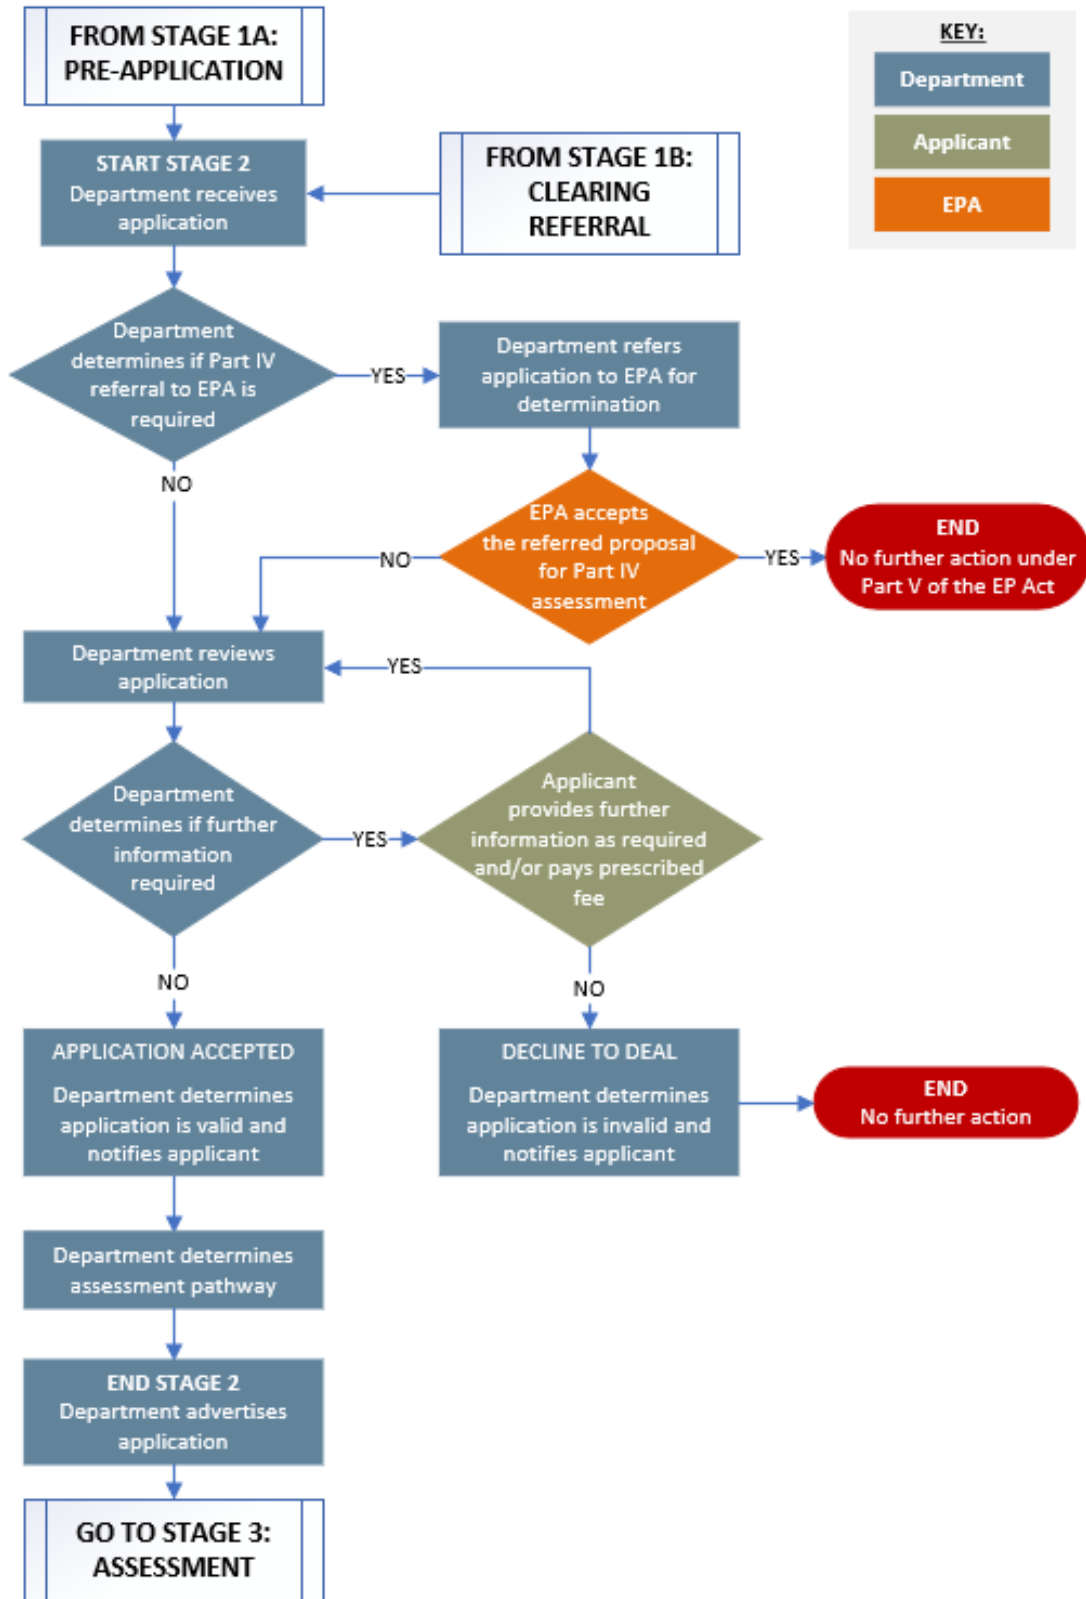 FROM STAGE 1A:
PRE-APPLICATION
KEY:
Department
Applicant
EPA
START STAGE 2
Department receives
application
FROM STAGE 1B:
CLEARING
REFERRAL
Department
determines if Part IV
referral to EPA is
required
YES
Department refers
application to EPA for
determination
NO
EPA accepts
the referred proposal
for Part IV
assessment
NO
YES
END
No further action under
Part V of the EP Act
Department reviews
application
YES
Department
determines if further
information
required
YES
Applicant
provides further
information as required
and/or pays prescribed
fee
NO
NO
APPLICATION ACCEPTED
Department determines
application is valid and
notifies applicant
DECLINE TO DEAL
Department determines
application is invalid and
notifies applicant
END
No further action
Department determines
assessment pathway
END STAGE 2
Department advertises
application
GO TO STAGE 3:
ASSESSMENT